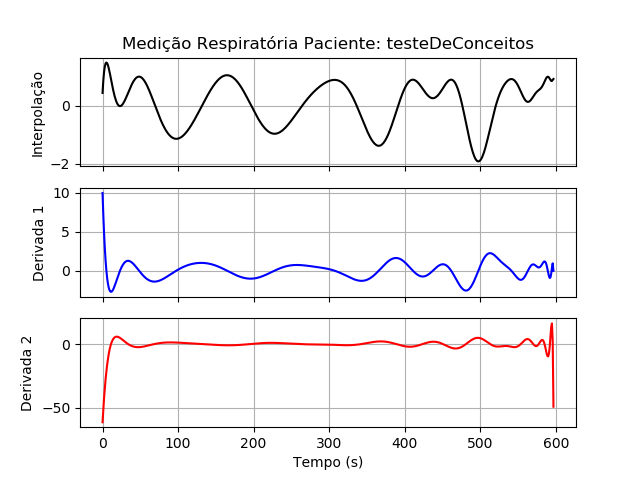 Medição Respiratória Paciente: testeDeConceitos
Interpolação
0
−2
Derivada 1
10
5
0
Derivada 2
0
−50
0 100 200 300 400 500 600
Tempo (s)